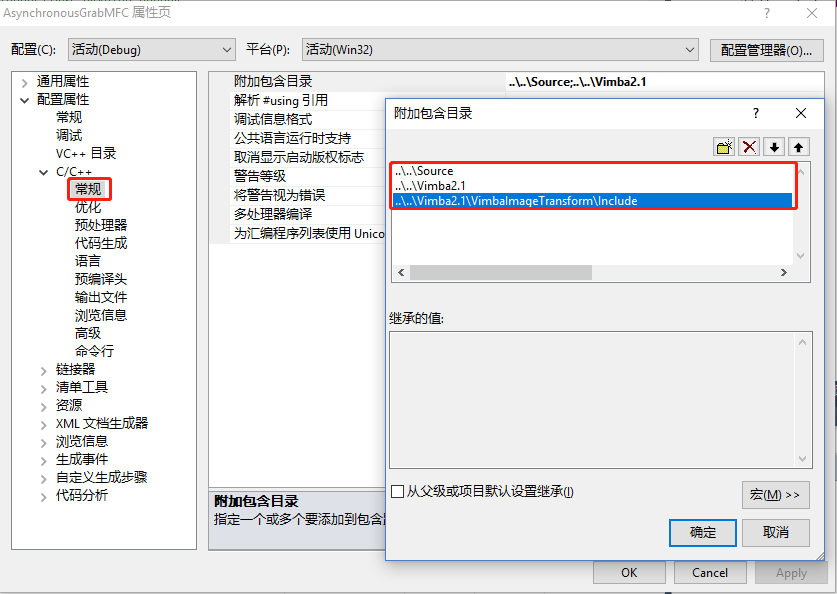 AsynchronousGrabMFC 属性页
配置(C): 活动(Debug) 平台(P): 活动(Win32) 配置管理器(O)...
通用属性
配置属性
常规
调试
VC++ 目录
C/C++
常规
优化
预处理器
代码生成
语言
预编译头
输出文件
浏览信息
高级
命令行
链接器
清单工具
资源
XML 文档生成器
浏览信息
生成事件
自定义生成步骤
代码分析
附加包含目录 ..\..\Source;..\..\Vimba2.1
解析 #using 引用
调试信息格式
公共语言运行时支持
取消显示启动版权标志
警告等级
将警告视为错误
多处理器编译
为汇编程序列表使用 Unico
附加包含目录
指定一个或多个要添加到包含
附加包含目录
..\..\Source
..\..\Vimba2.1
..\..\Vimba2.1\VimbaImageTransform\Include
继承的值:
从父级或项目默认设置继承(I)
宏(M) >>
确定 取消
OK Cancel Apply